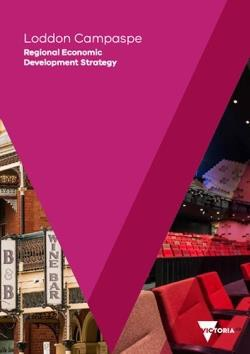 Loddon Campaspe
Regional Economic
Development Strategy
B&B
WINE BAR
VICTORIA